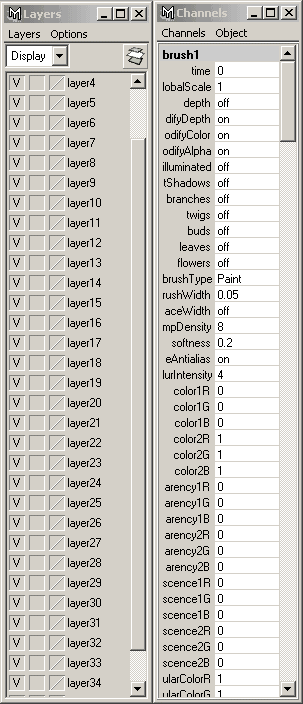 Layers
Layers Options
Display
V layer4
V layer5
V layer6
V layer7
V layer8
V layer9
V layer10
V layer11
V layer12
V layer13
V layer14
V layer15
V layer16
V layer17
V layer18
V layer19
V layer20
V layer21
V layer22
V layer23
V layer24
V layer25
V layer26
V layer27
V layer28
V layer29
V layer30
V layer31
V layer32
V layer33
V layer34
Channels
Channels Object
brush1
time 0
lobalScale 1
depth off
difyDepth on
odifyColor on
odifyAlpha on
illuminated off
tShadows off
branches off
twigs off
buds off
leaves off
flowers off
brushType Paint
rushWidth 0.05
aceWidth off
mpDensity 8
softness 0.2
eAntialias on
lurIntensity 4
color1R 0
color1G 0
color1B 0
color2R 1
color2G 1
color2B 1
arency1R 0
arency1G 0
arency1B 0
arency2R 0
arency2G 0
arency2B 0
scence1R 0
scence1G 0
scence1B 0
scence2R 0
scence2G 0
scence2B 0
ularColorR 1
ularColorG 1